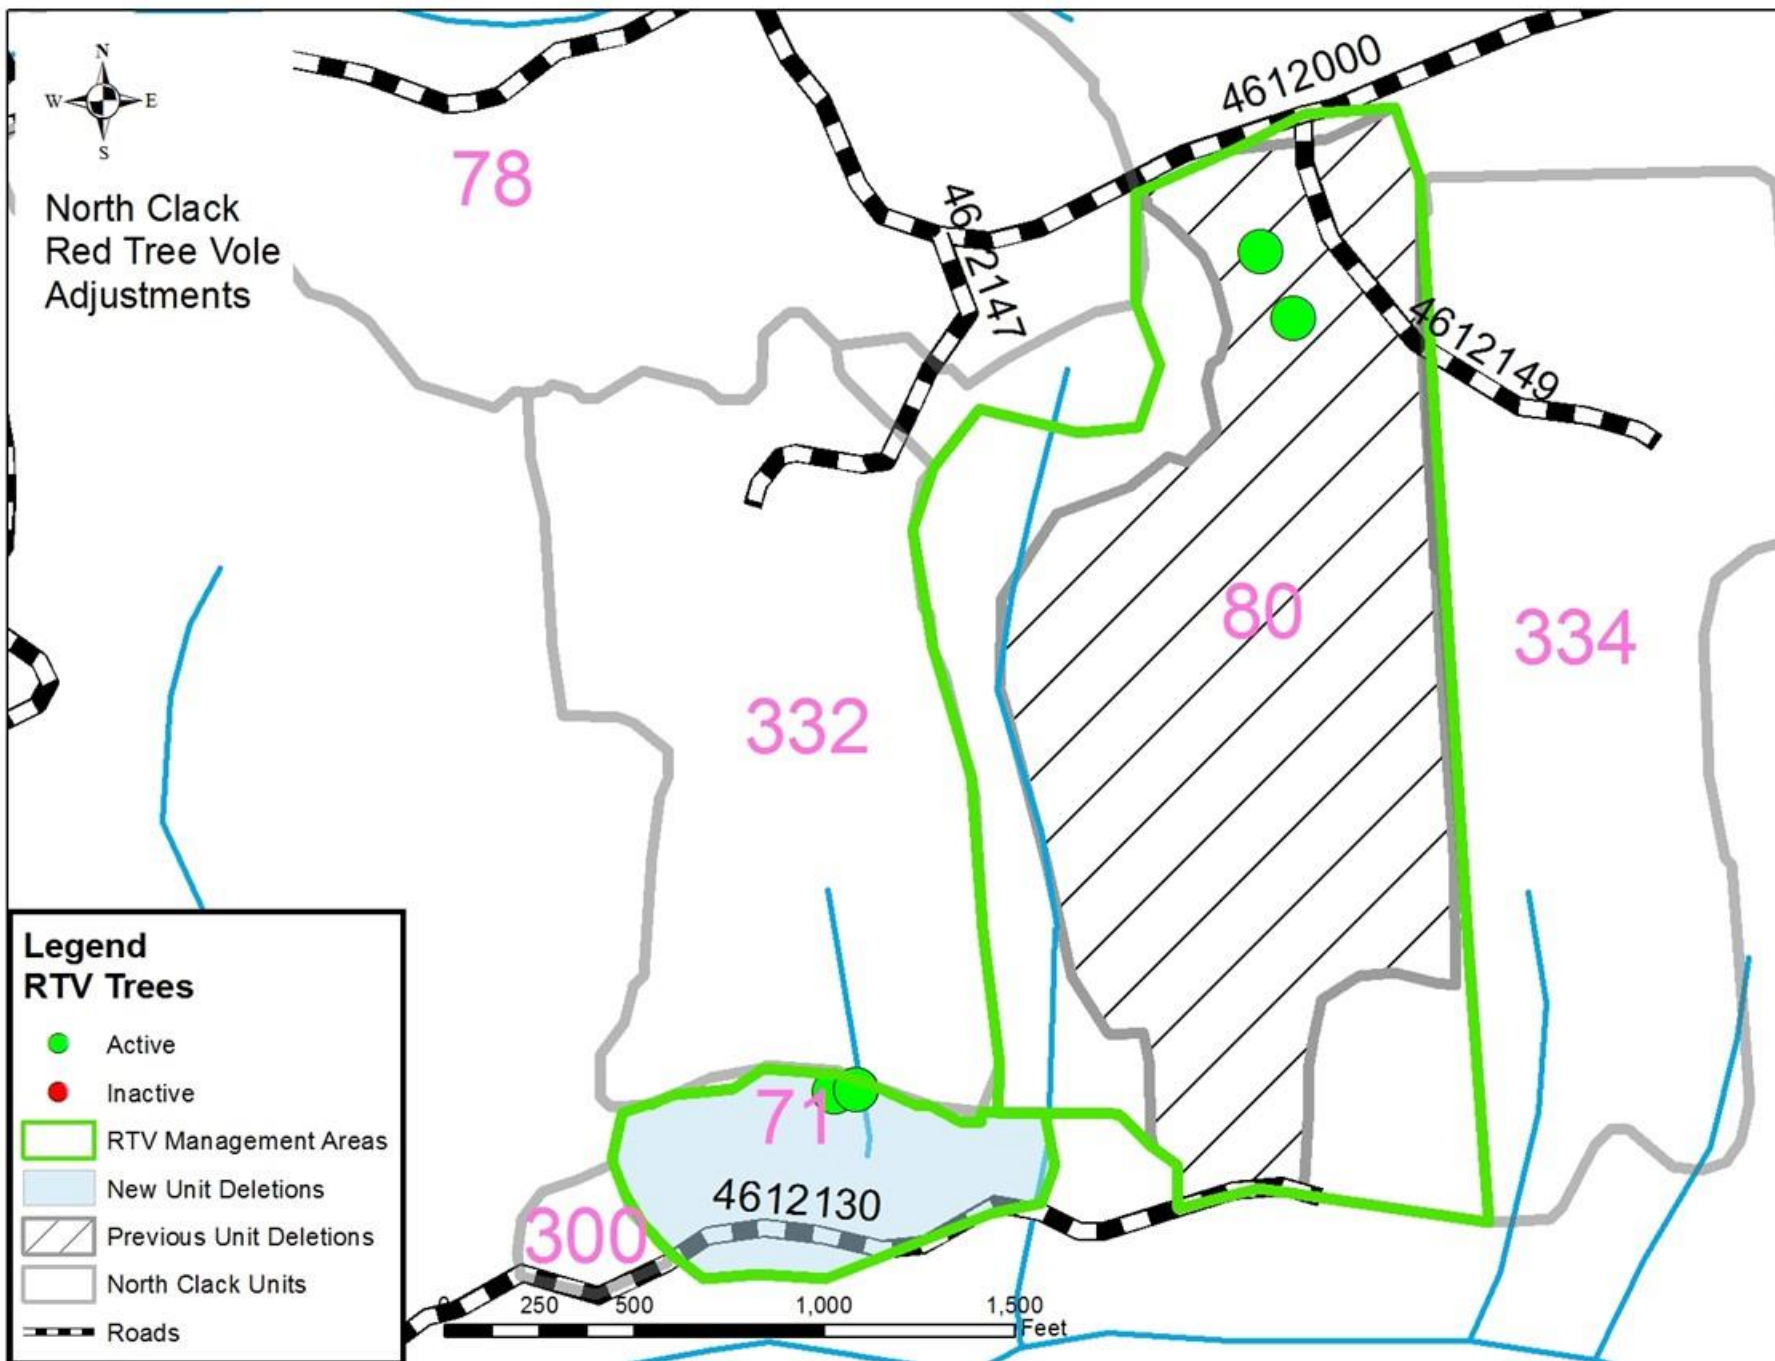 N
W E
S
North Clack
Red Tree Vole
Adjustments
78
4612000
4612147
4612149
80
334
332
71
4612130
300
Legend
RTV Trees
Active
Inactive
RTV Management Areas
New Unit Deletions
Previous Unit Deletions
North Clack Units
Roads
0 250 500 1,000 1,500
Feet